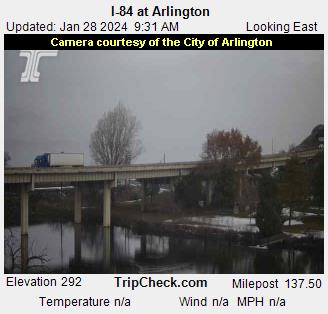 I-84 at Arlington
Updated: Jan 28 2024 9:31 AM Looking East
Camera courtesy of the City of Arlington
Elevation 292 TripCheck.com Milepost 137.50
Temperature n/a Wind n/a MPH n/a